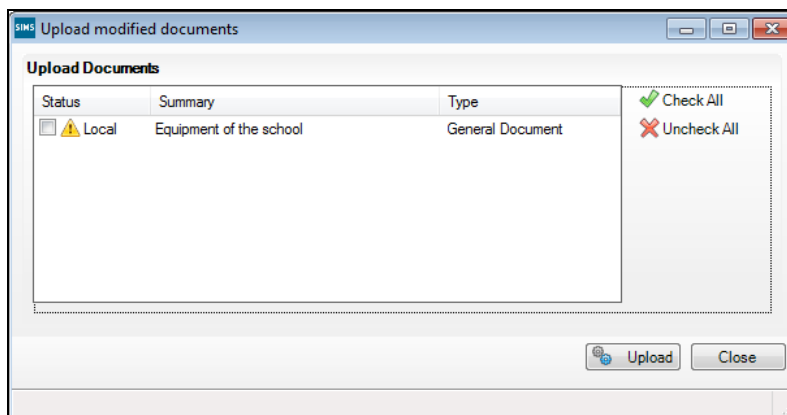 SIMS Upload modified documents
Upload Documents
Status Summary Type
Local Equipment of the school General Document
Check All
Uncheck All
Upload Close